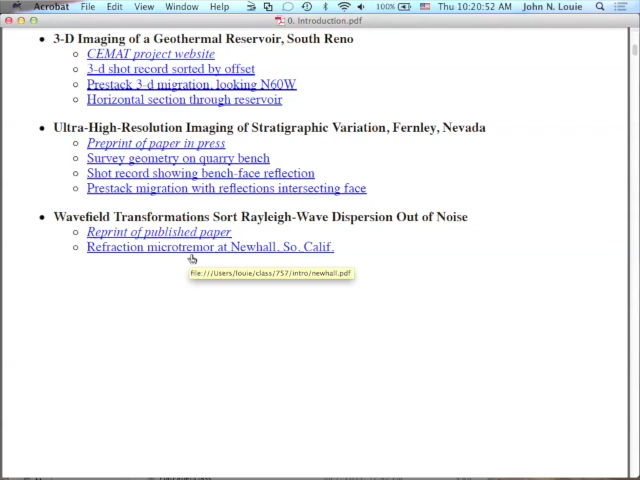 Acrobat File Edit View Window Help 100% Thu 10:20:52 AM John N. Louie
0. Introduction.pdf
• 3-D Imaging of a Geothermal Reservoir, South Reno
CEMAT project website
3-d shot record sorted by offset
Prestack 3-d migration, looking N60W
Horizontal section through reservoir
• Ultra-High-Resolution Imaging of Stratigraphic Variation, Fernley, Nevada
Preprint of paper in press
Survey geometry on quarry bench
Shot record showing bench-face reflection
Prestack migration with reflections intersecting face
• Wavefield Transformations Sort Rayleigh-Wave Dispersion Out of Noise
Reprint of published paper
Refraction microtremor at Newhall, So. Calif.
file:///Users/louie/class/757/intro/newhall.pdf